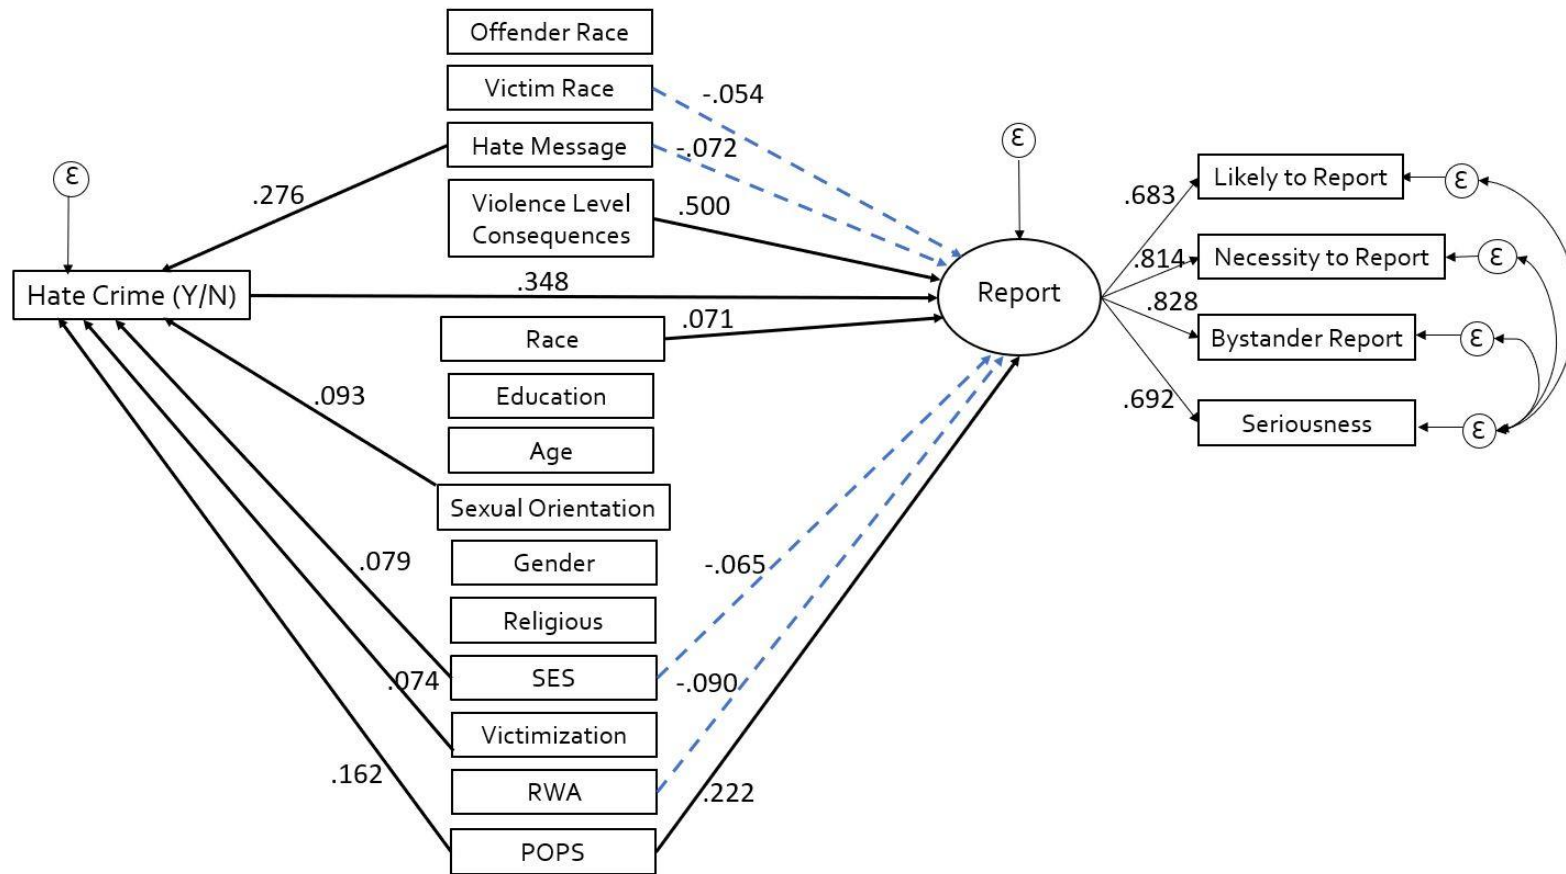 Offender Race
Victim Race
-.054
Hate Message
-.072
ε
ε
.276
Violence Level
Consequences
.500
Hate Crime (Y/N)
.348
Report
Race
.071
Education
.093
Age
Sexual Orientation
Gender
.079
-.065
Religious
SES
.074
-.090
Victimization
.162
RWA
.222
POPS
.683
Likely to Report
ε
.814
Necessity to Report
ε
.828
Bystander Report
ε
.692
Seriousness
ε